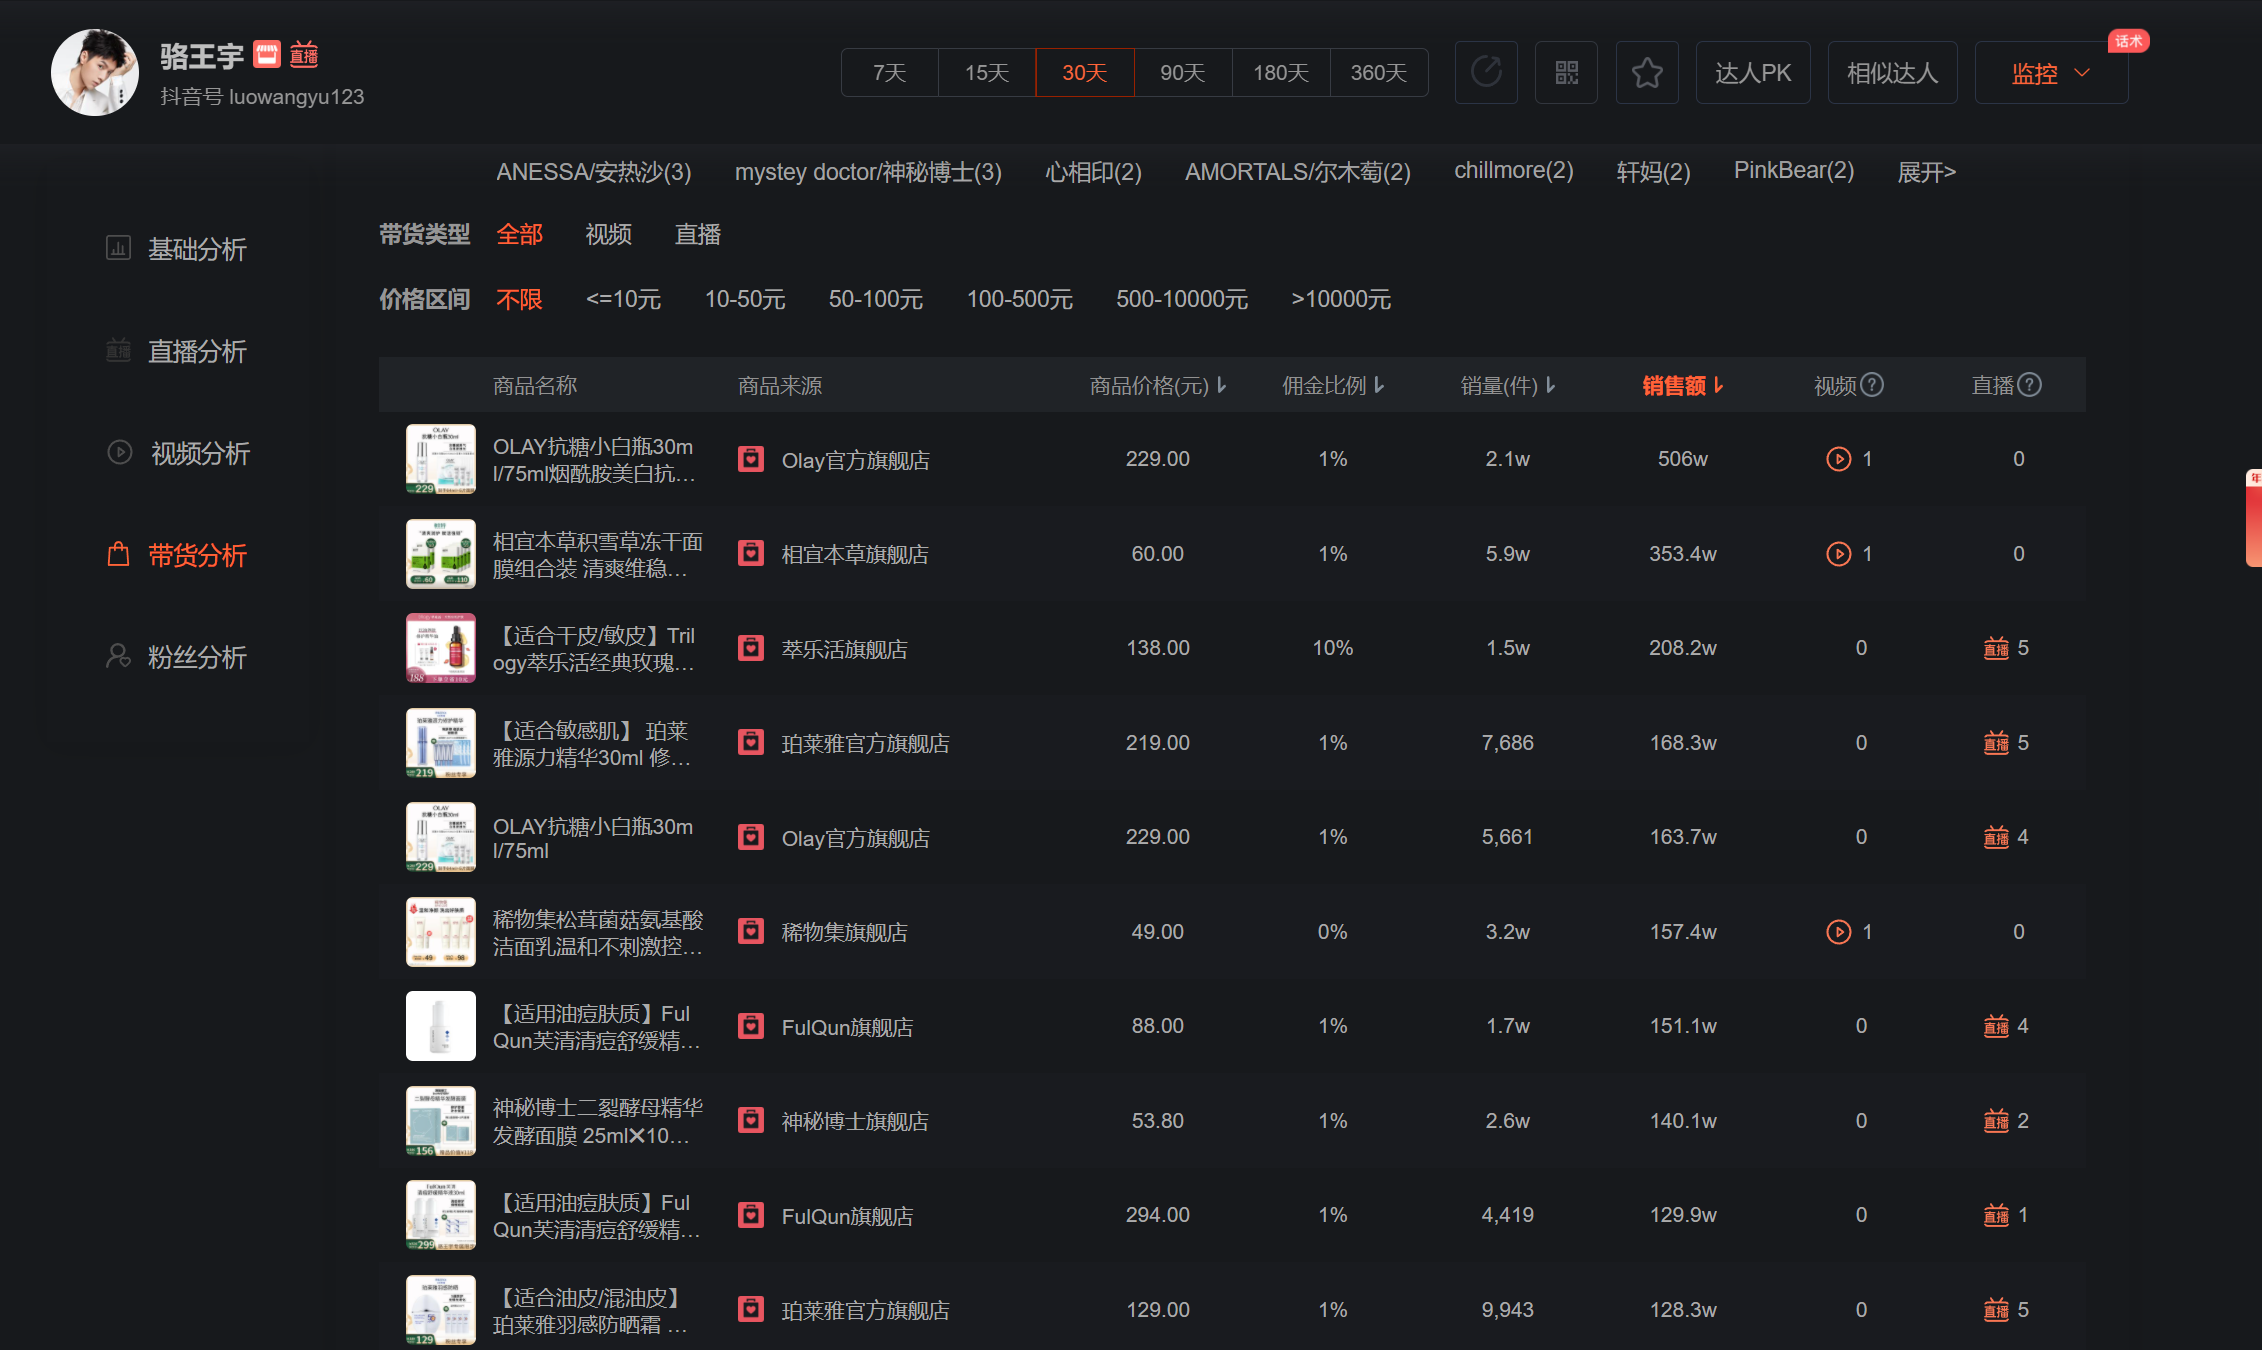 骆王宇 直播
抖音号 luowangyu123
7天 15天 30天 90天 180天 360天 达人PK 相似达人 监控 话术
ANESSA/安热沙(3) mystey doctor/神秘博士(3) 心相印(2) AMORTALS/尔木萄(2) chillmore(2) 轩妈(2) PinkBear(2) 展开>
带货类型 全部 视频 直播
价格区间 不限 <=10元 10-50元 50-100元 100-500元 500-10000元 >10000元
基础分析
直播分析
视频分析
带货分析
粉丝分析
商品名称 商品来源 商品价格(元) 佣金比例 销量(件) 销售额 视频? 直播?
OLAY抗糖小白瓶30m
l/75ml烟酰胺美白抗...
Olay官方旗舰店 229.00 1% 2.1w 506w 1 0
相宜本草积雪草冻干面
膜组合装 清爽维稳...
相宜本草旗舰店 60.00 1% 5.9w 353.4w 1 0
【适合干皮/敏皮】Tril
ogy萃乐活经典玫瑰...
萃乐活旗舰店 138.00 10% 1.5w 208.2w 0 直播 5
【适合敏感肌】 珀莱
雅源力精华30ml 修...
珀莱雅官方旗舰店 219.00 1% 7,686 168.3w 0 直播 5
OLAY抗糖小白瓶30m
l/75ml
Olay官方旗舰店 229.00 1% 5,661 163.7w 0 直播 4
稀物集松茸菌菇氨基酸
洁面乳温和不刺激控...
稀物集旗舰店 49.00 0% 3.2w 157.4w 1 0
【适用油痘肤质】Ful
Qun芙清清痘舒缓精...
FulQun旗舰店 88.00 1% 1.7w 151.1w 0 直播 4
神秘博士二裂酵母精华
发酵面膜 25ml✕10...
神秘博士旗舰店 53.80 1% 2.6w 140.1w 0 直播 2
【适用油痘肤质】Ful
Qun芙清清痘舒缓精...
FulQun旗舰店 294.00 1% 4,419 129.9w 0 直播 1
【适合油皮/混油皮】
珀莱雅羽感防晒霜 ...
珀莱雅官方旗舰店 129.00 1% 9,943 128.3w 0 直播 5